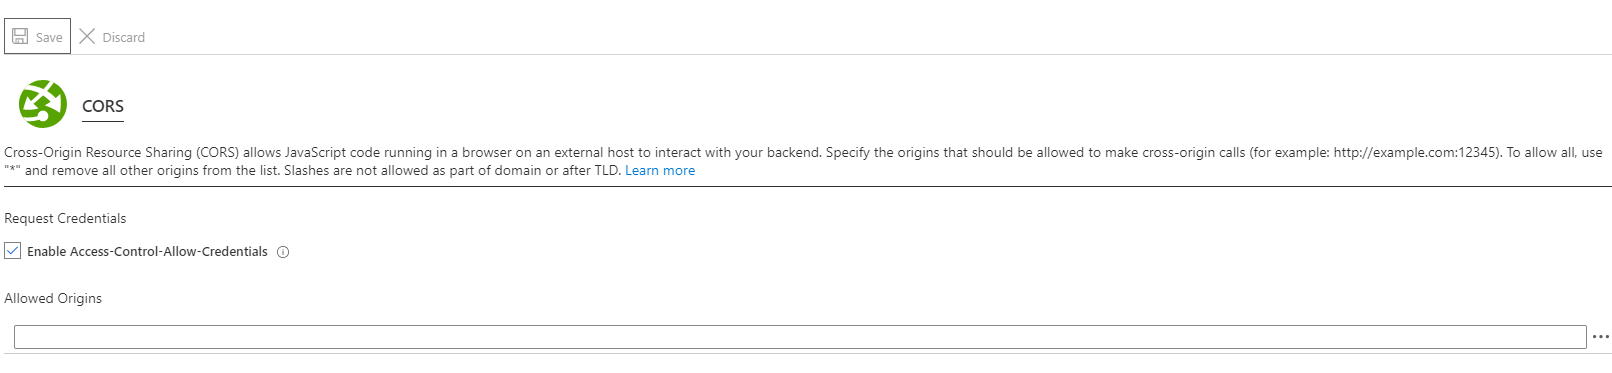 Save Discard
CORS
Cross-Origin Resource Sharing (CORS) allows JavaScript code running in a browser on an external host to interact with your backend. Specify the origins that should be allowed to make cross-origin calls (for example: http://example.com:12345). To allow all, use
"*" and remove all other origins from the list. Slashes are not allowed as part of domain or after TLD. Learn more
Request Credentials
Enable Access-Control-Allow-Credentials
Allowed Origins